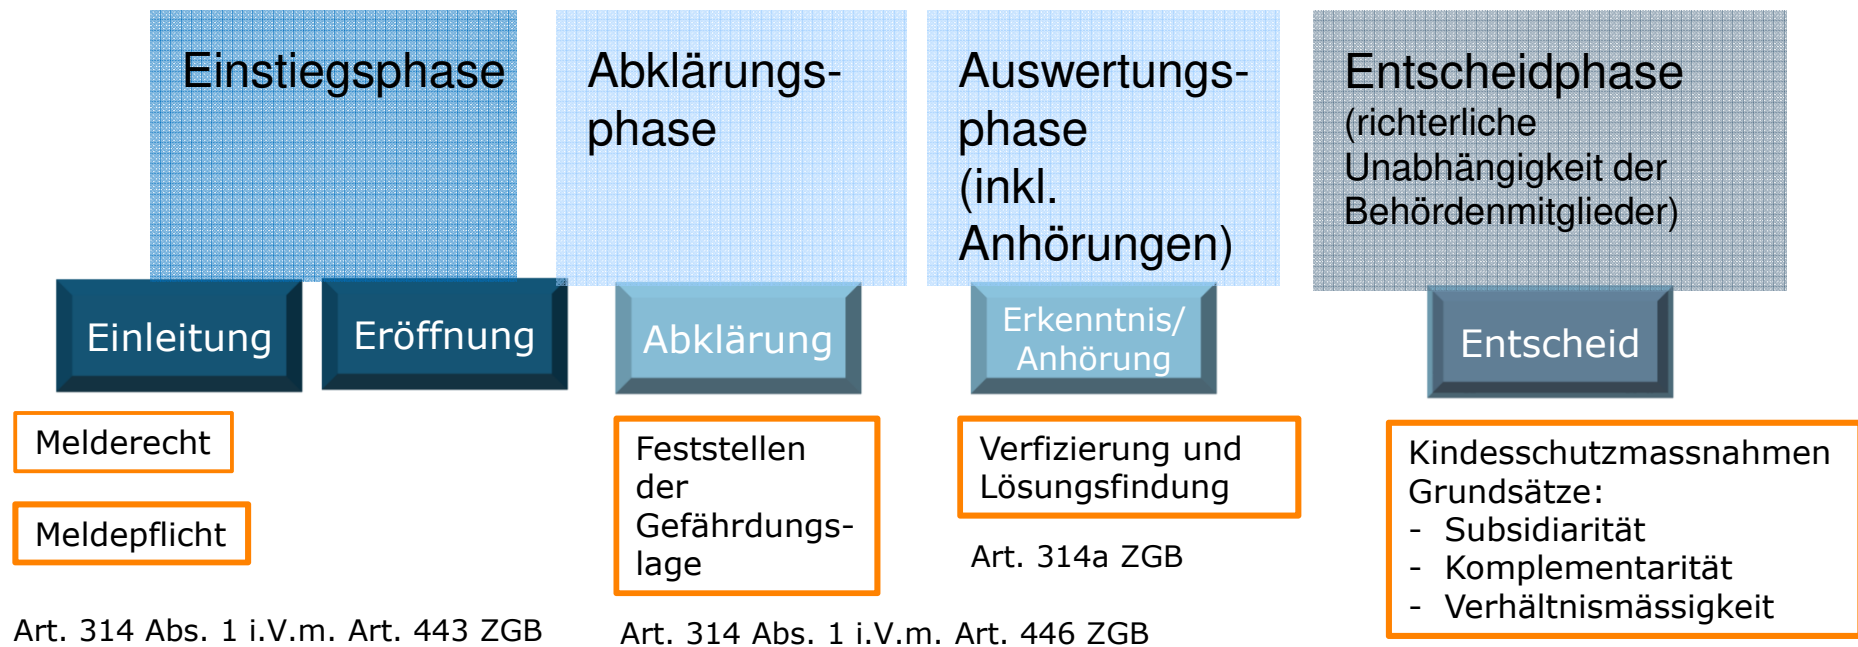 Einstiegsphase
Abklärungs-
phase
Auswertungs-
phase
(inkl.
Anhörungen)
Entscheidphase
(richterliche
Unabhängigkeit der
Behördenmitglieder)
Einleitung
Eröffnung
Abklärung
Erkenntnis/
Anhörung
Entscheid
Melderecht
Meldepflicht
Art. 314 Abs. 1 i.V.m. Art. 443 ZGB
Feststellen
der
Gefährdungs-
lage
Art. 314 Abs. 1 i.V.m. Art. 446 ZGB
Verfizierung und
Lösungsfindung
Art. 314a ZGB
Kindesschutzmassnahmen
Grundsätze:
- Subsidiarität
- Komplementarität
- Verhältnismässigkeit